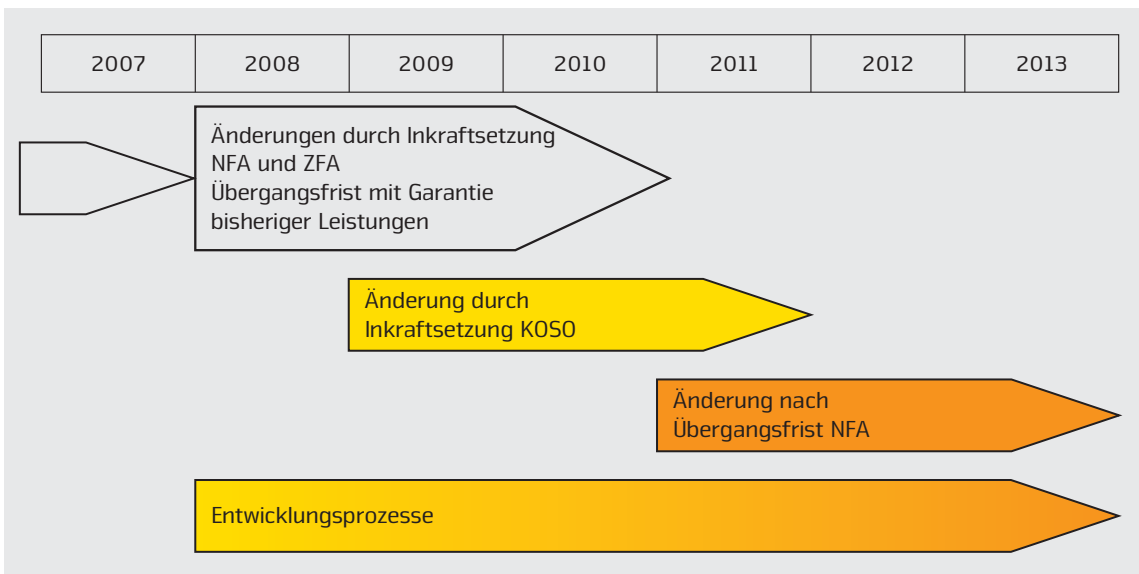 2007 2008 2009 2010 2011 2012 2013
Änderungen durch Inkraftsetzung
NFA und ZFA
Übergangsfrist mit Garantie
bisheriger Leistungen
Änderung durch
Inkraftsetzung KOSO
Änderung nach
Übergangsfrist NFA
Entwicklungsprozesse